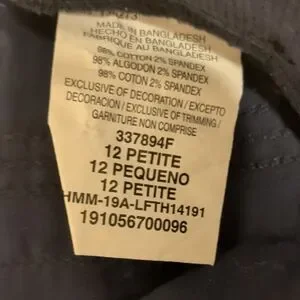 MADE IN BANGLADESH
HECHO EN BANGLADESH
FABRIQUE AU BANGLADESH
98% COTTON 2% SPANDEX
98% ALGODON 2% SPANDEX
98% COTON 2% SPANDEX
EXCLUSIVE OF DECORATION / EXCEPTO
DECORACION / EXCLUSIVE OF TRIMMING /
GARNITURE NON COMPRISE
337894F
12 PETITE
12 PEQUENO
12 PETITE
HMM-19A-LFTH14191
191056700096